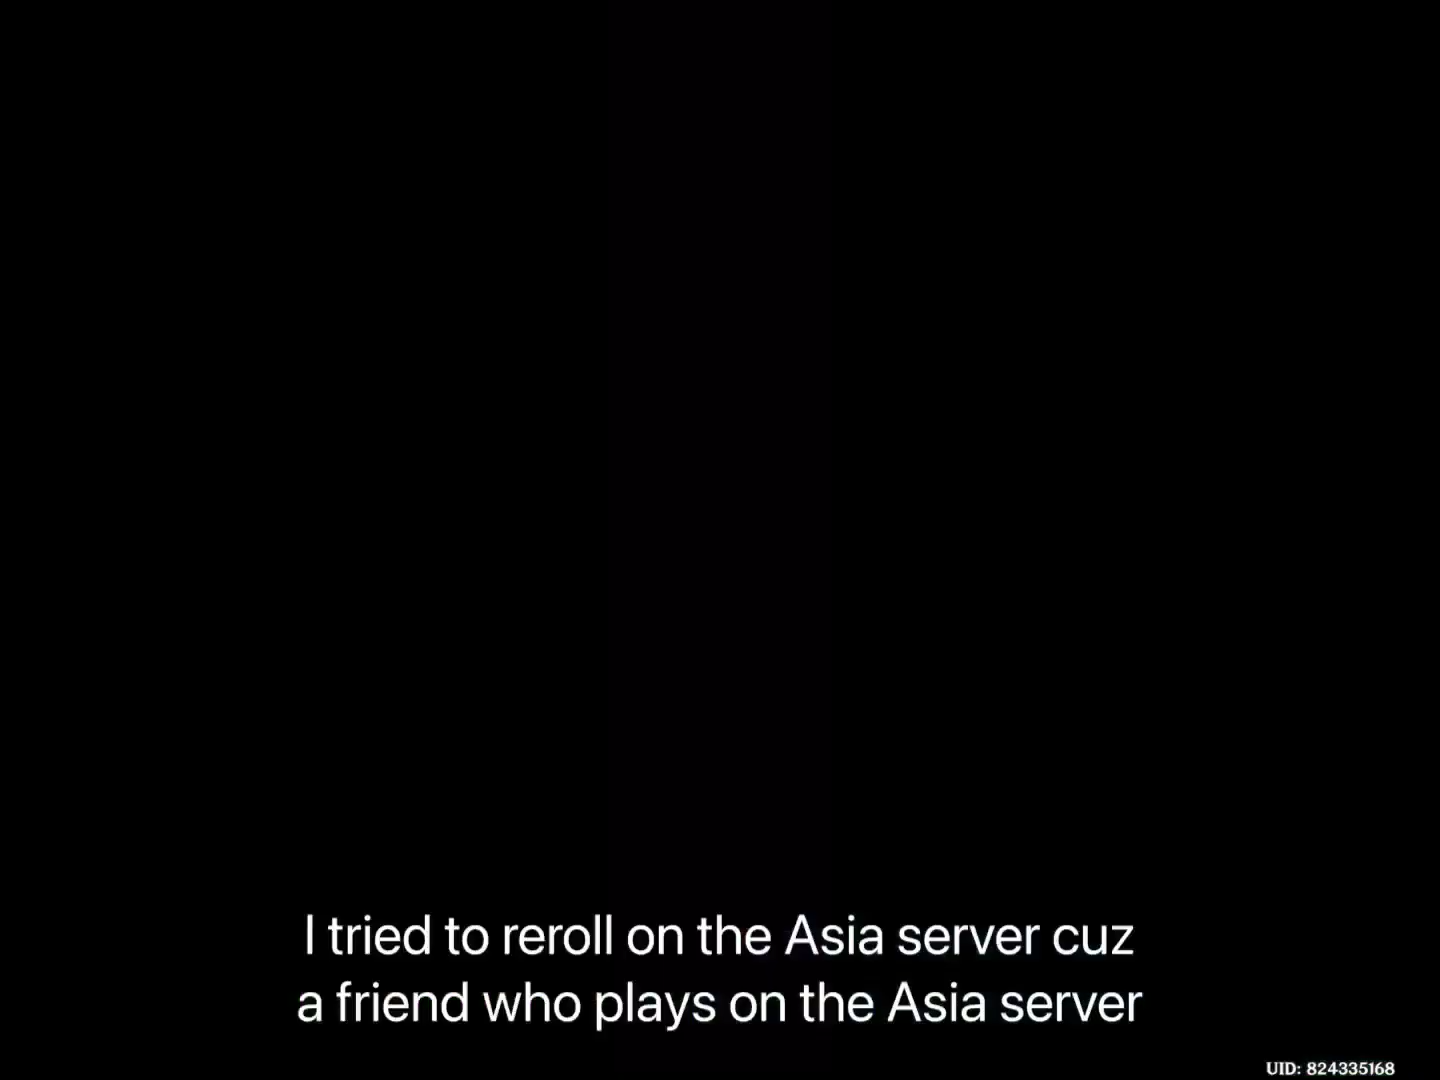 I tried to reroll on the Asia server cuz
a friend who plays on the Asia server
UID: 824335168